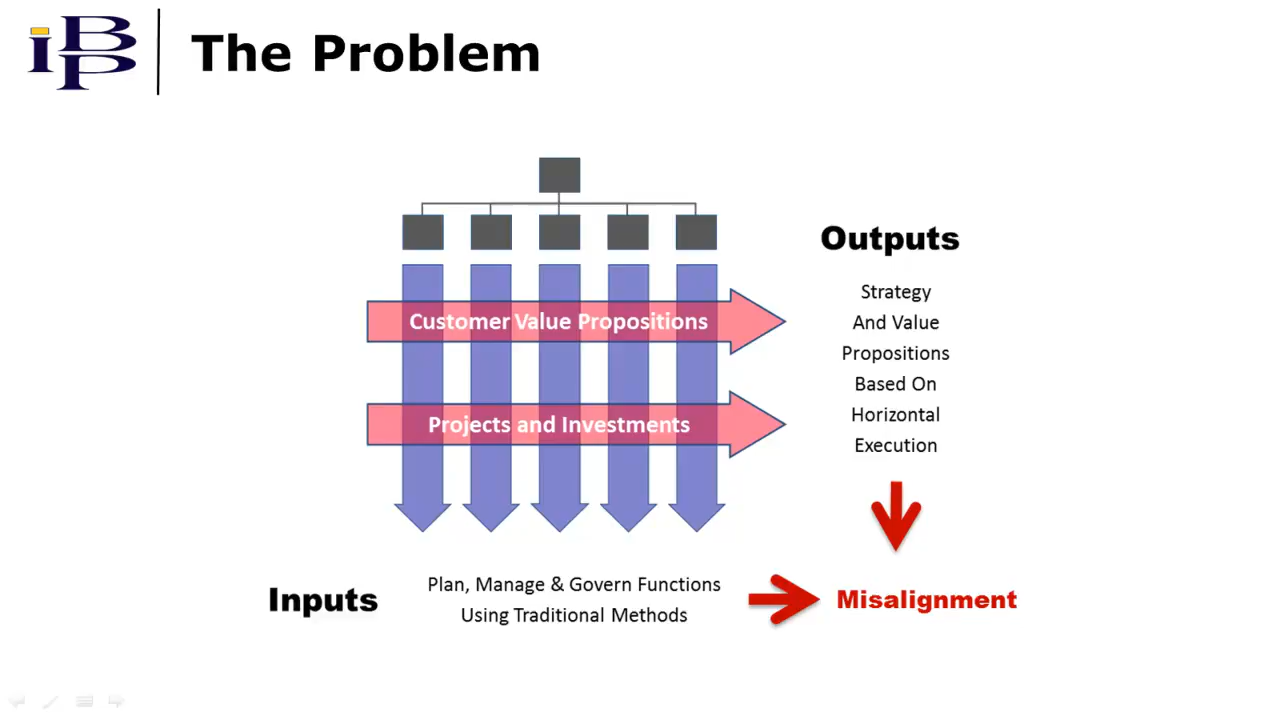 iBP
The Problem
Customer Value Propositions
Projects and Investments
Outputs
Strategy
And Value
Propositions
Based On
Horizontal
Execution
Inputs
Plan, Manage & Govern Functions
Using Traditional Methods
Misalignment